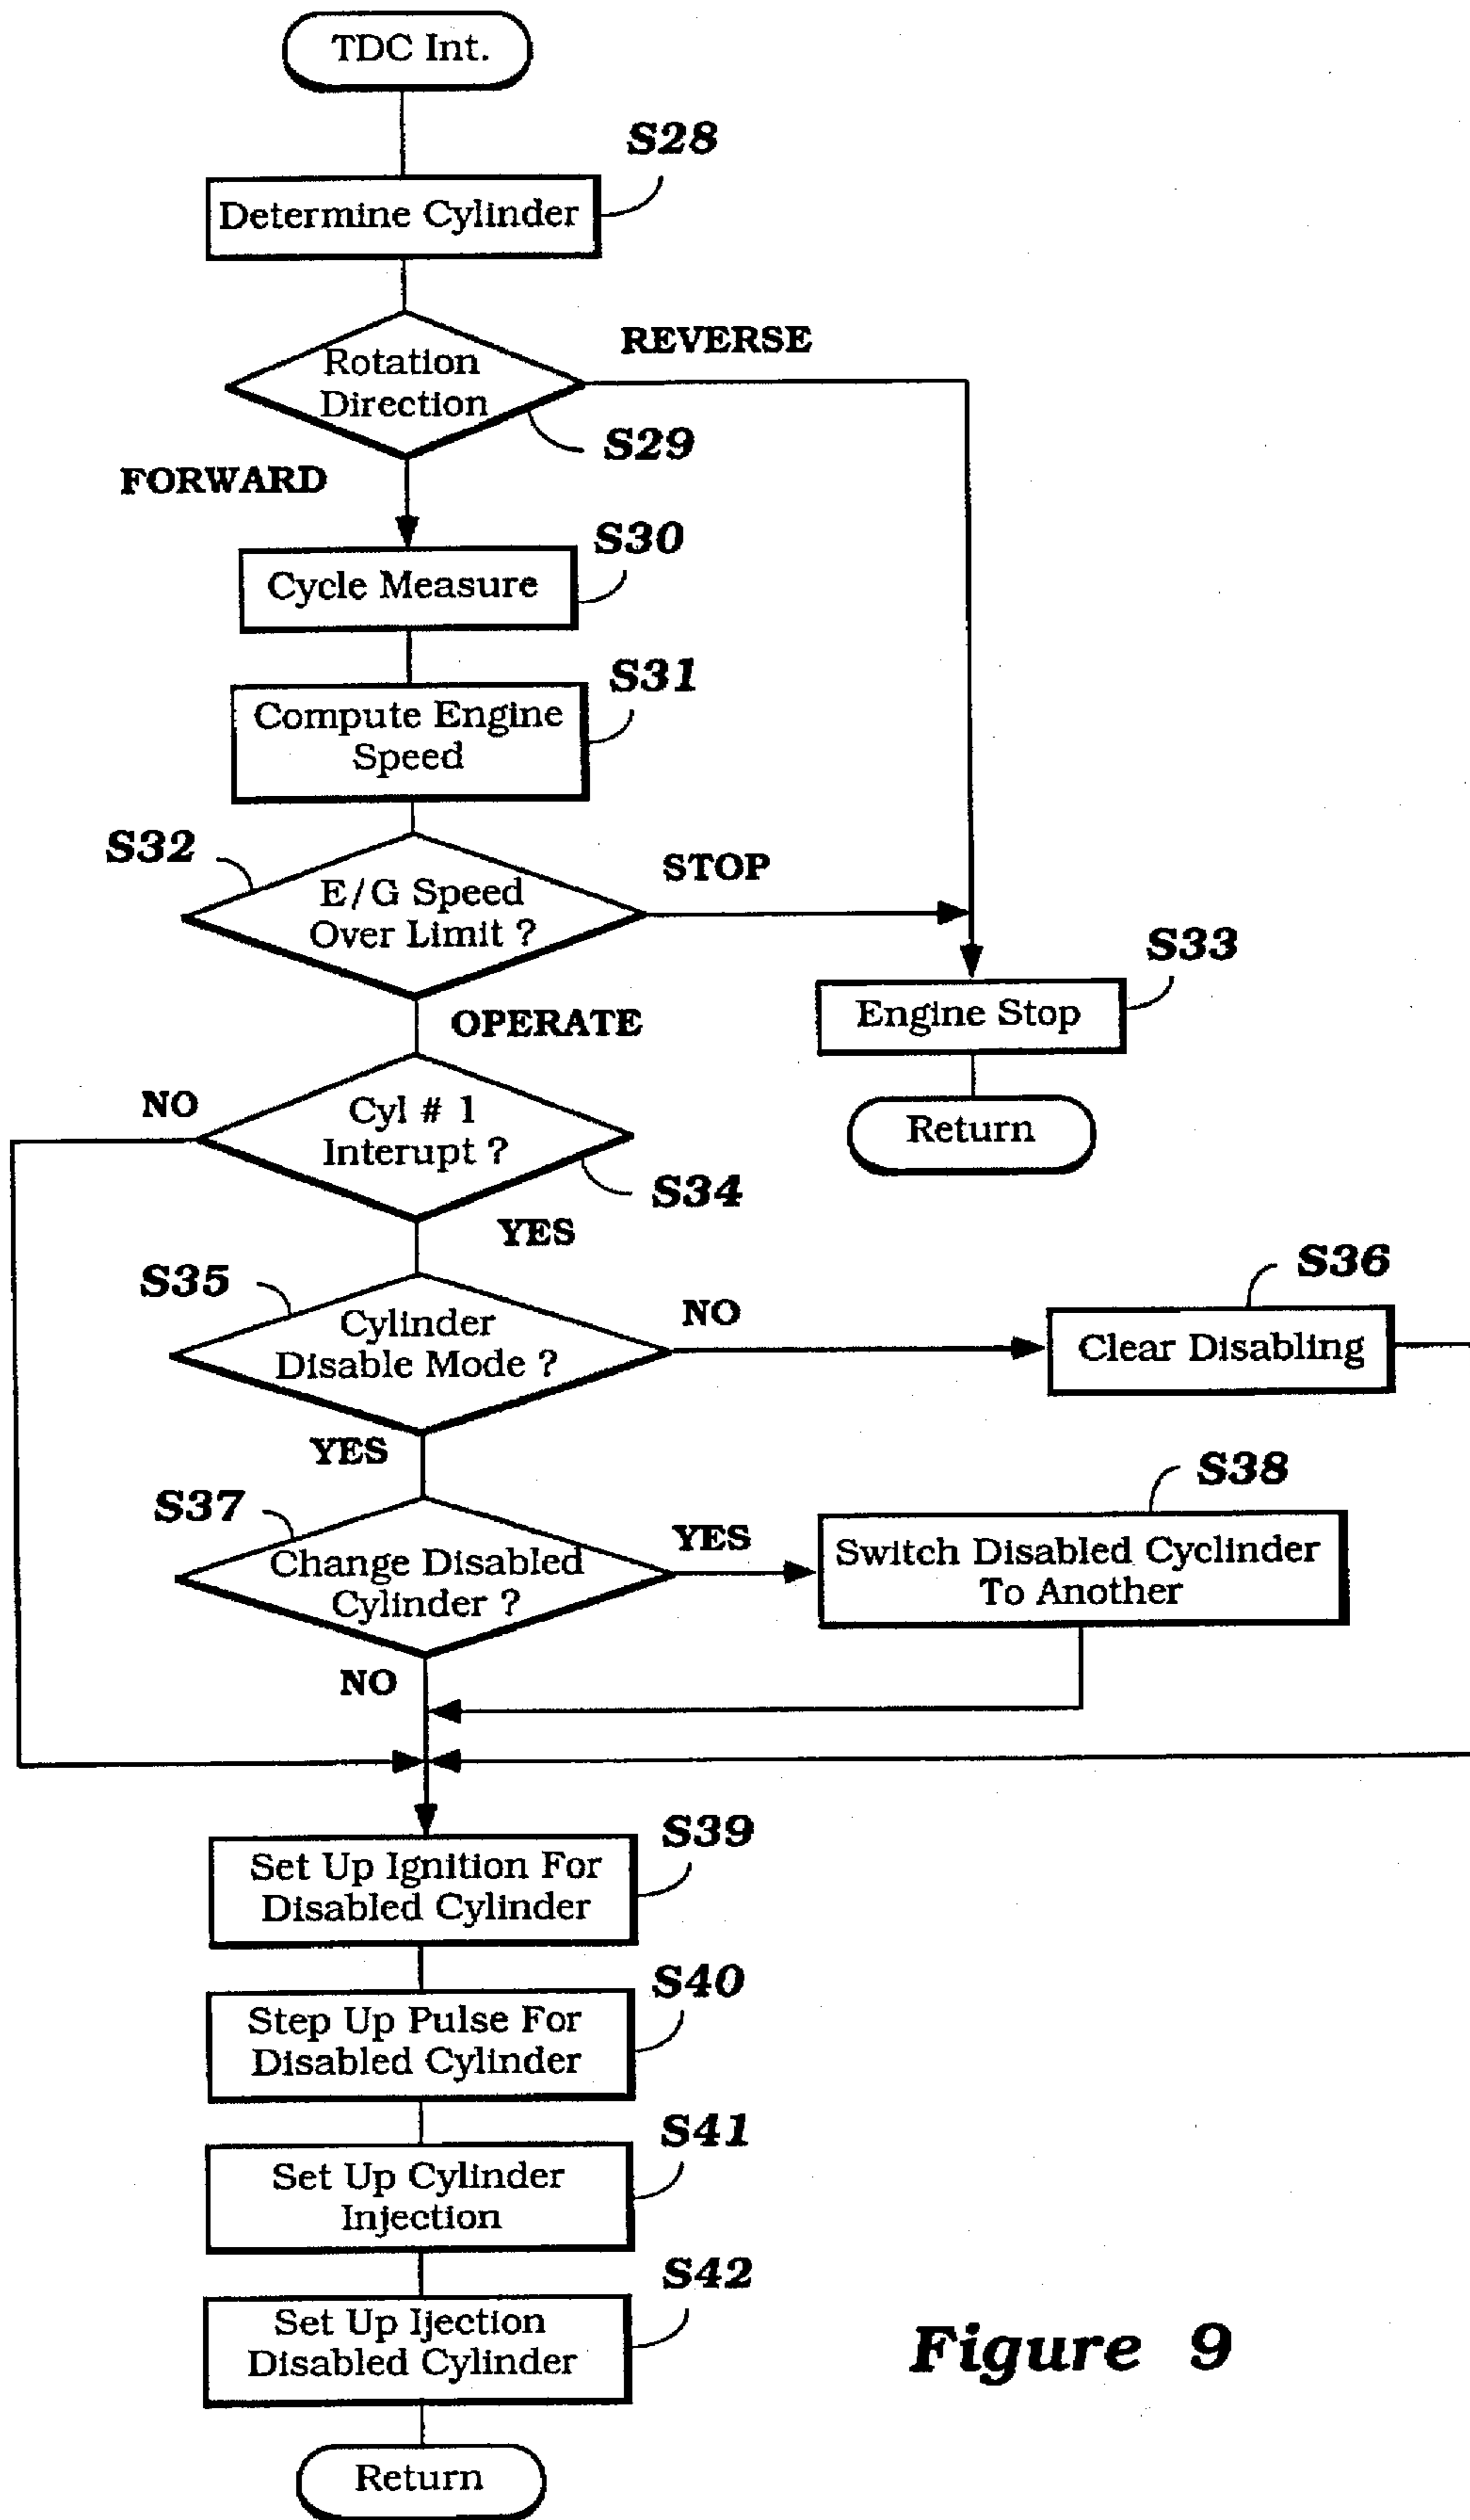 TDC Int.
S28
Determine Cylinder
REVERSE
Rotation
Direction
S29
FORWARD
S30
Cycle Measure
S31
Compute Engine
Speed
S32
STOP
E/G Speed
Over Limit ?
S33
Engine Stop
OPERATE
NO
Cyl # 1
Interupt ?
Return
S34
YES
S35
S36
NO
Cylinder
Disable Mode ?
Clear Disabling
YES
S38
S37
YES
Change Disabled
Cylinder ?
Switch Disabled Cyclinder
To Another
NO
S39
Set Up Ignition For
Disabled Cylinder
S40
Step Up Pulse For
Disabled Cylinder
S41
Set Up Cylinder
Injection
S42
Set Up Ijection
Disabled Cylinder
Figure 9
Return